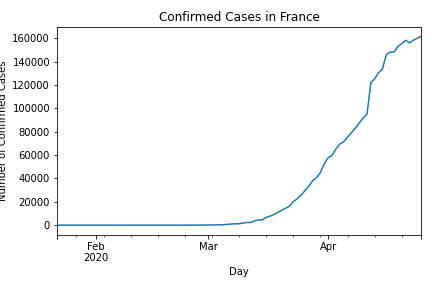 Confirmed Cases in France
Number of Confirmed Cases
160000
140000
120000
100000
80000
60000
40000
20000
0
Feb
2020
Mar
Apr
Day